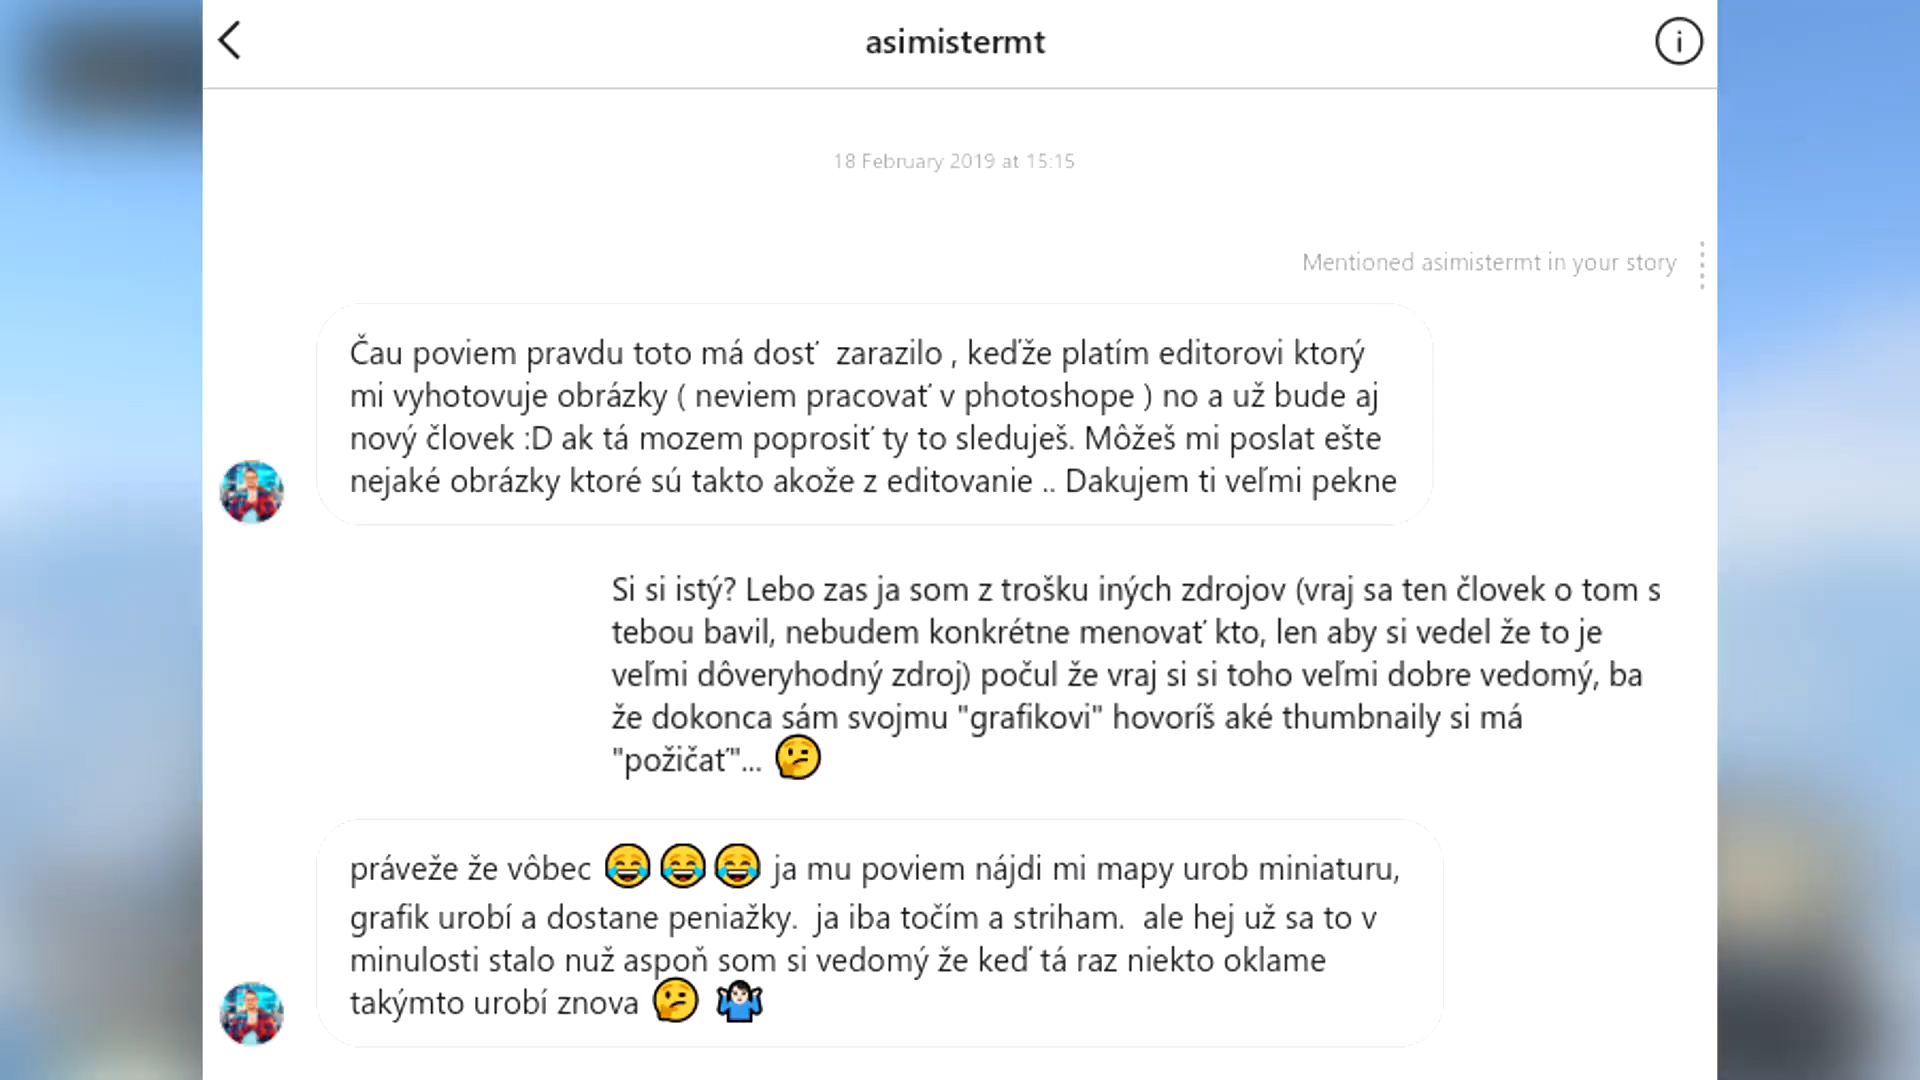 asimistermt
18 February 2019 at 15:15
Mentioned asimistermt in your story
Čau poviem pravdu toto má dosť  zarazilo , keďže platím editorovi ktorý
mi vyhotovuje obrázky ( neviem pracovať v photoshope ) no a už bude aj
nový človek :D ak tá mozem poprosiť ty to sleduješ. Môžeš mi poslat ešte
nejaké obrázky ktoré sú takto akože z editovanie .. Dakujem ti veľmi pekne
Si si istý? Lebo zas ja som z trošku iných zdrojov (vraj sa ten človek o tom s
tebou bavil, nebudem konkrétne menovať kto, len aby si vedel že to je
veľmi dôveryhodný zdroj) počul že vraj si si toho veľmi dobre vedomý, ba
že dokonca sám svojmu "grafikovi" hovoríš aké thumbnaily si má
"požičať"... 🤔
práveže že vôbec 😂😂😂 ja mu poviem nájdi mi mapy urob miniaturu,
grafik urobí a dostane peniažky.  ja iba točím a striham.  ale hej už sa to v
minulosti stalo nuž aspoň som si vedomý že keď tá raz niekto oklame
takýmto urobí znova 🤔 🤷🏻‍♂️